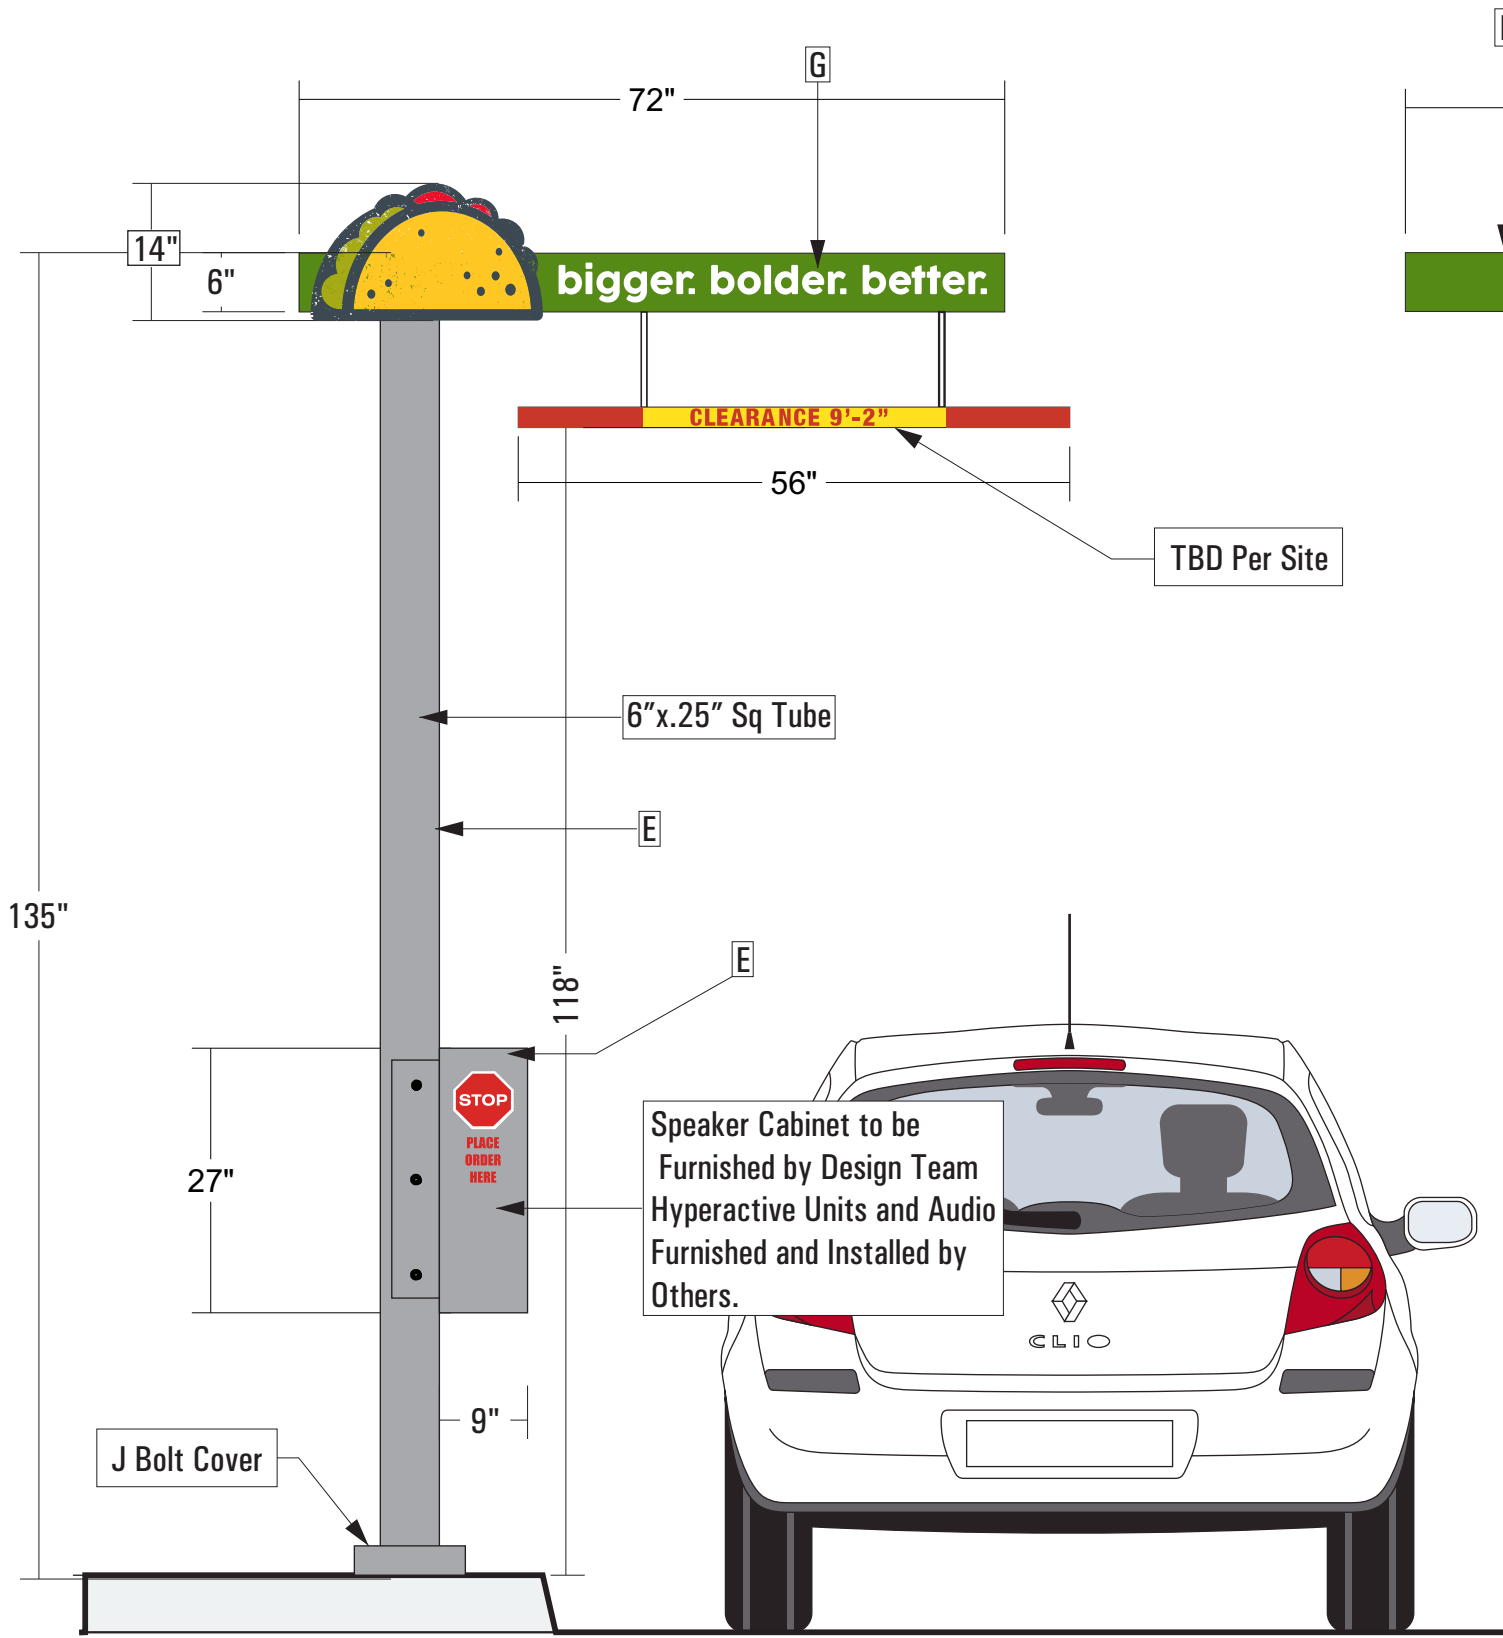 G
72"
14"
6"
bigger. bolder. better.
CLEARANCE 9'-2"
56"
TBD Per Site
6"x.25" Sq Tube
E
135"
E
118"
STOP
PLACE
ORDER
HERE
27"
Speaker Cabinet to be
Furnished by Design Team
Hyperactive Units and Audio
Furnished and Installed by
Others.
CLIO
9"
J Bolt Cover